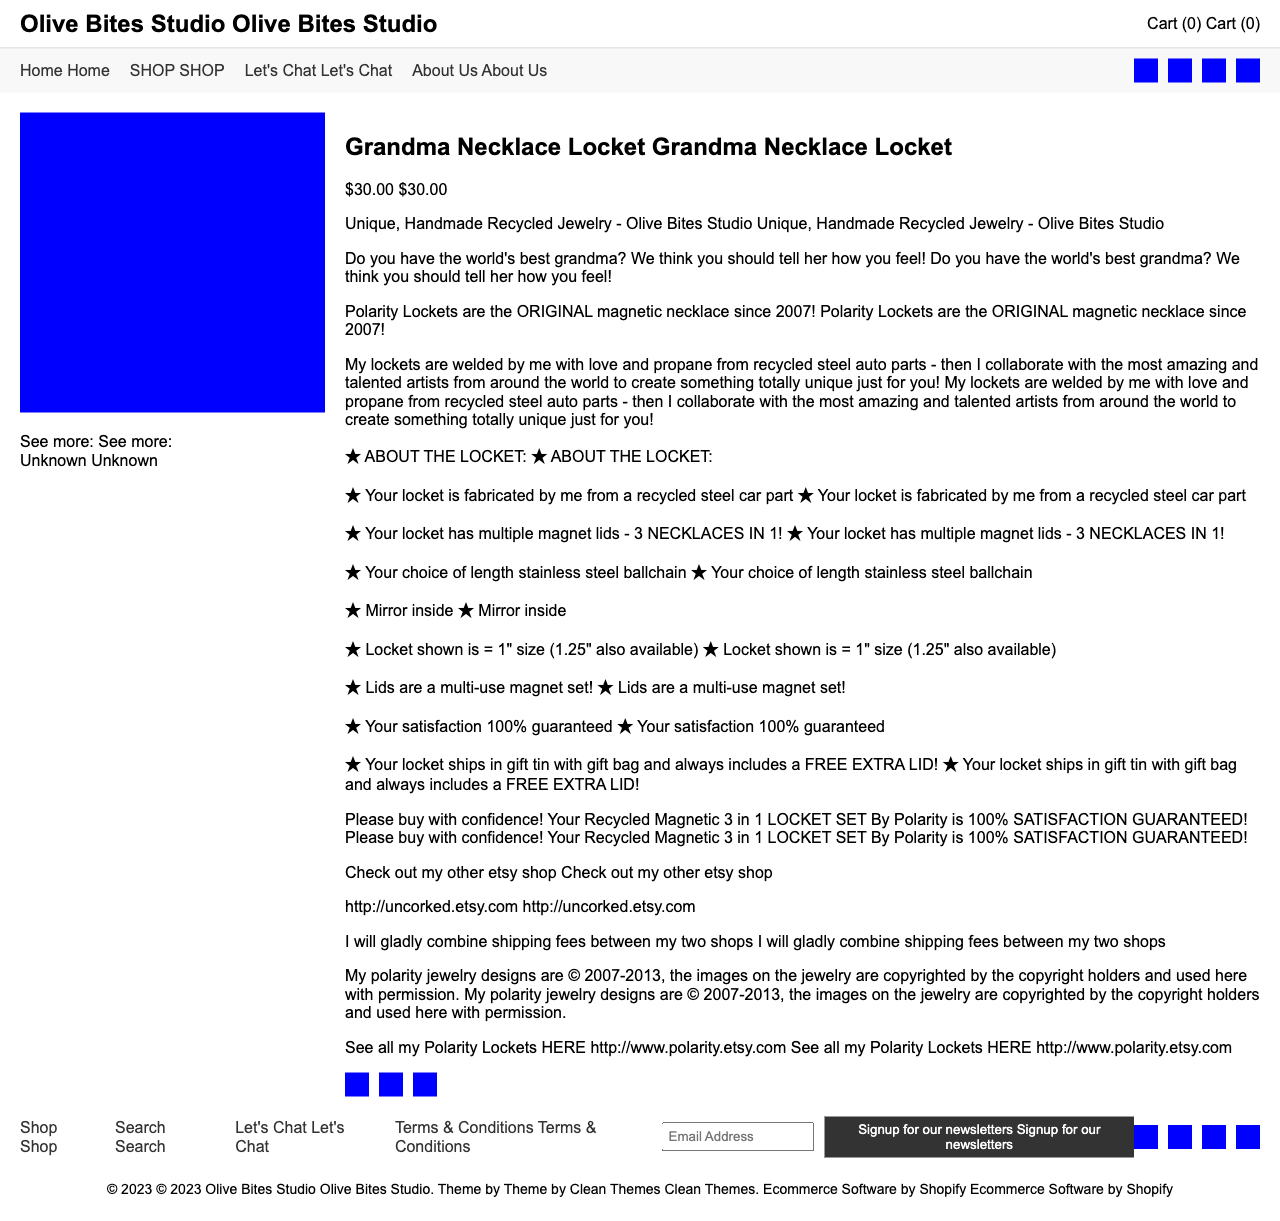 Olive Bites Studio Olive Bites Studio
Cart (0) Cart (0)
Home Home SHOP SHOP Let's Chat Let's Chat About Us About Us
Grandma Necklace Locket Grandma Necklace Locket
$30.00 $30.00
Unique, Handmade Recycled Jewelry - Olive Bites Studio Unique, Handmade Recycled Jewelry - Olive Bites Studio
Do you have the world's best grandma? We think you should tell her how you feel! Do you have the world's best grandma? We
think you should tell her how you feel!
Polarity Lockets are the ORIGINAL magnetic necklace since 2007! Polarity Lockets are the ORIGINAL magnetic necklace since
2007!
My lockets are welded by me with love and propane from recycled steel auto parts - then I collaborate with the most amazing and
talented artists from around the world to create something totally unique just for you! My lockets are welded by me with love and
propane from recycled steel auto parts - then I collaborate with the most amazing and talented artists from around the world to
create something totally unique just for you!
See more: See more:
Unknown Unknown
★ ABOUT THE LOCKET: ★ ABOUT THE LOCKET:
★ Your locket is fabricated by me from a recycled steel car part ★ Your locket is fabricated by me from a recycled steel car part
★ Your locket has multiple magnet lids - 3 NECKLACES IN 1! ★ Your locket has multiple magnet lids - 3 NECKLACES IN 1!
★ Your choice of length stainless steel ballchain ★ Your choice of length stainless steel ballchain
★ Mirror inside ★ Mirror inside
★ Locket shown is = 1" size (1.25" also available) ★ Locket shown is = 1" size (1.25" also available)
★ Lids are a multi-use magnet set! ★ Lids are a multi-use magnet set!
★ Your satisfaction 100% guaranteed ★ Your satisfaction 100% guaranteed
★ Your locket ships in gift tin with gift bag and always includes a FREE EXTRA LID! ★ Your locket ships in gift tin with gift bag
and always includes a FREE EXTRA LID!
Please buy with confidence! Your Recycled Magnetic 3 in 1 LOCKET SET By Polarity is 100% SATISFACTION GUARANTEED!
Please buy with confidence! Your Recycled Magnetic 3 in 1 LOCKET SET By Polarity is 100% SATISFACTION GUARANTEED!
Check out my other etsy shop Check out my other etsy shop
http://uncorked.etsy.com http://uncorked.etsy.com
I will gladly combine shipping fees between my two shops I will gladly combine shipping fees between my two shops
My polarity jewelry designs are © 2007-2013, the images on the jewelry are copyrighted by the copyright holders and used here
with permission. My polarity jewelry designs are © 2007-2013, the images on the jewelry are copyrighted by the copyright holders
and used here with permission.
See all my Polarity Lockets HERE http://www.polarity.etsy.com See all my Polarity Lockets HERE http://www.polarity.etsy.com
Shop
Shop
Search
Search
Let's Chat Let's
Chat
Terms & Conditions Terms &
Conditions
Email Address
Signup for our newsletters Signup for our
newsletters
© 2023 © 2023 Olive Bites Studio Olive Bites Studio. Theme by Theme by Clean Themes Clean Themes. Ecommerce Software by Shopify Ecommerce Software by Shopify